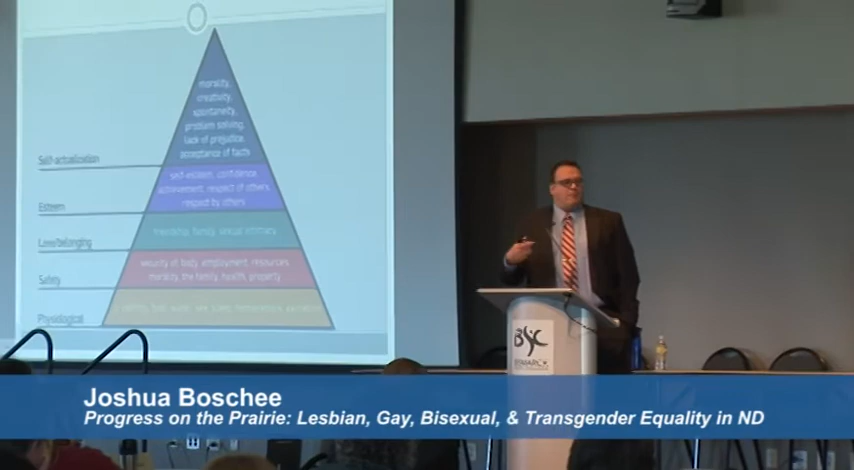 morality,
creativity,
spontaneity,
problem solving,
lack of prejudice,
acceptance of facts
Self-actualization
self-esteem, confidence,
achievement, respect of others,
respect by others
Esteem
friendship, family, sexual intimacy
Love/belonging
security of body, employment, resources,
morality, the family, health, property
Safety
Physiological
BSC
Joshua Boschee
Progress on the Prairie: Lesbian, Gay, Bisexual, & Transgender Equality in ND